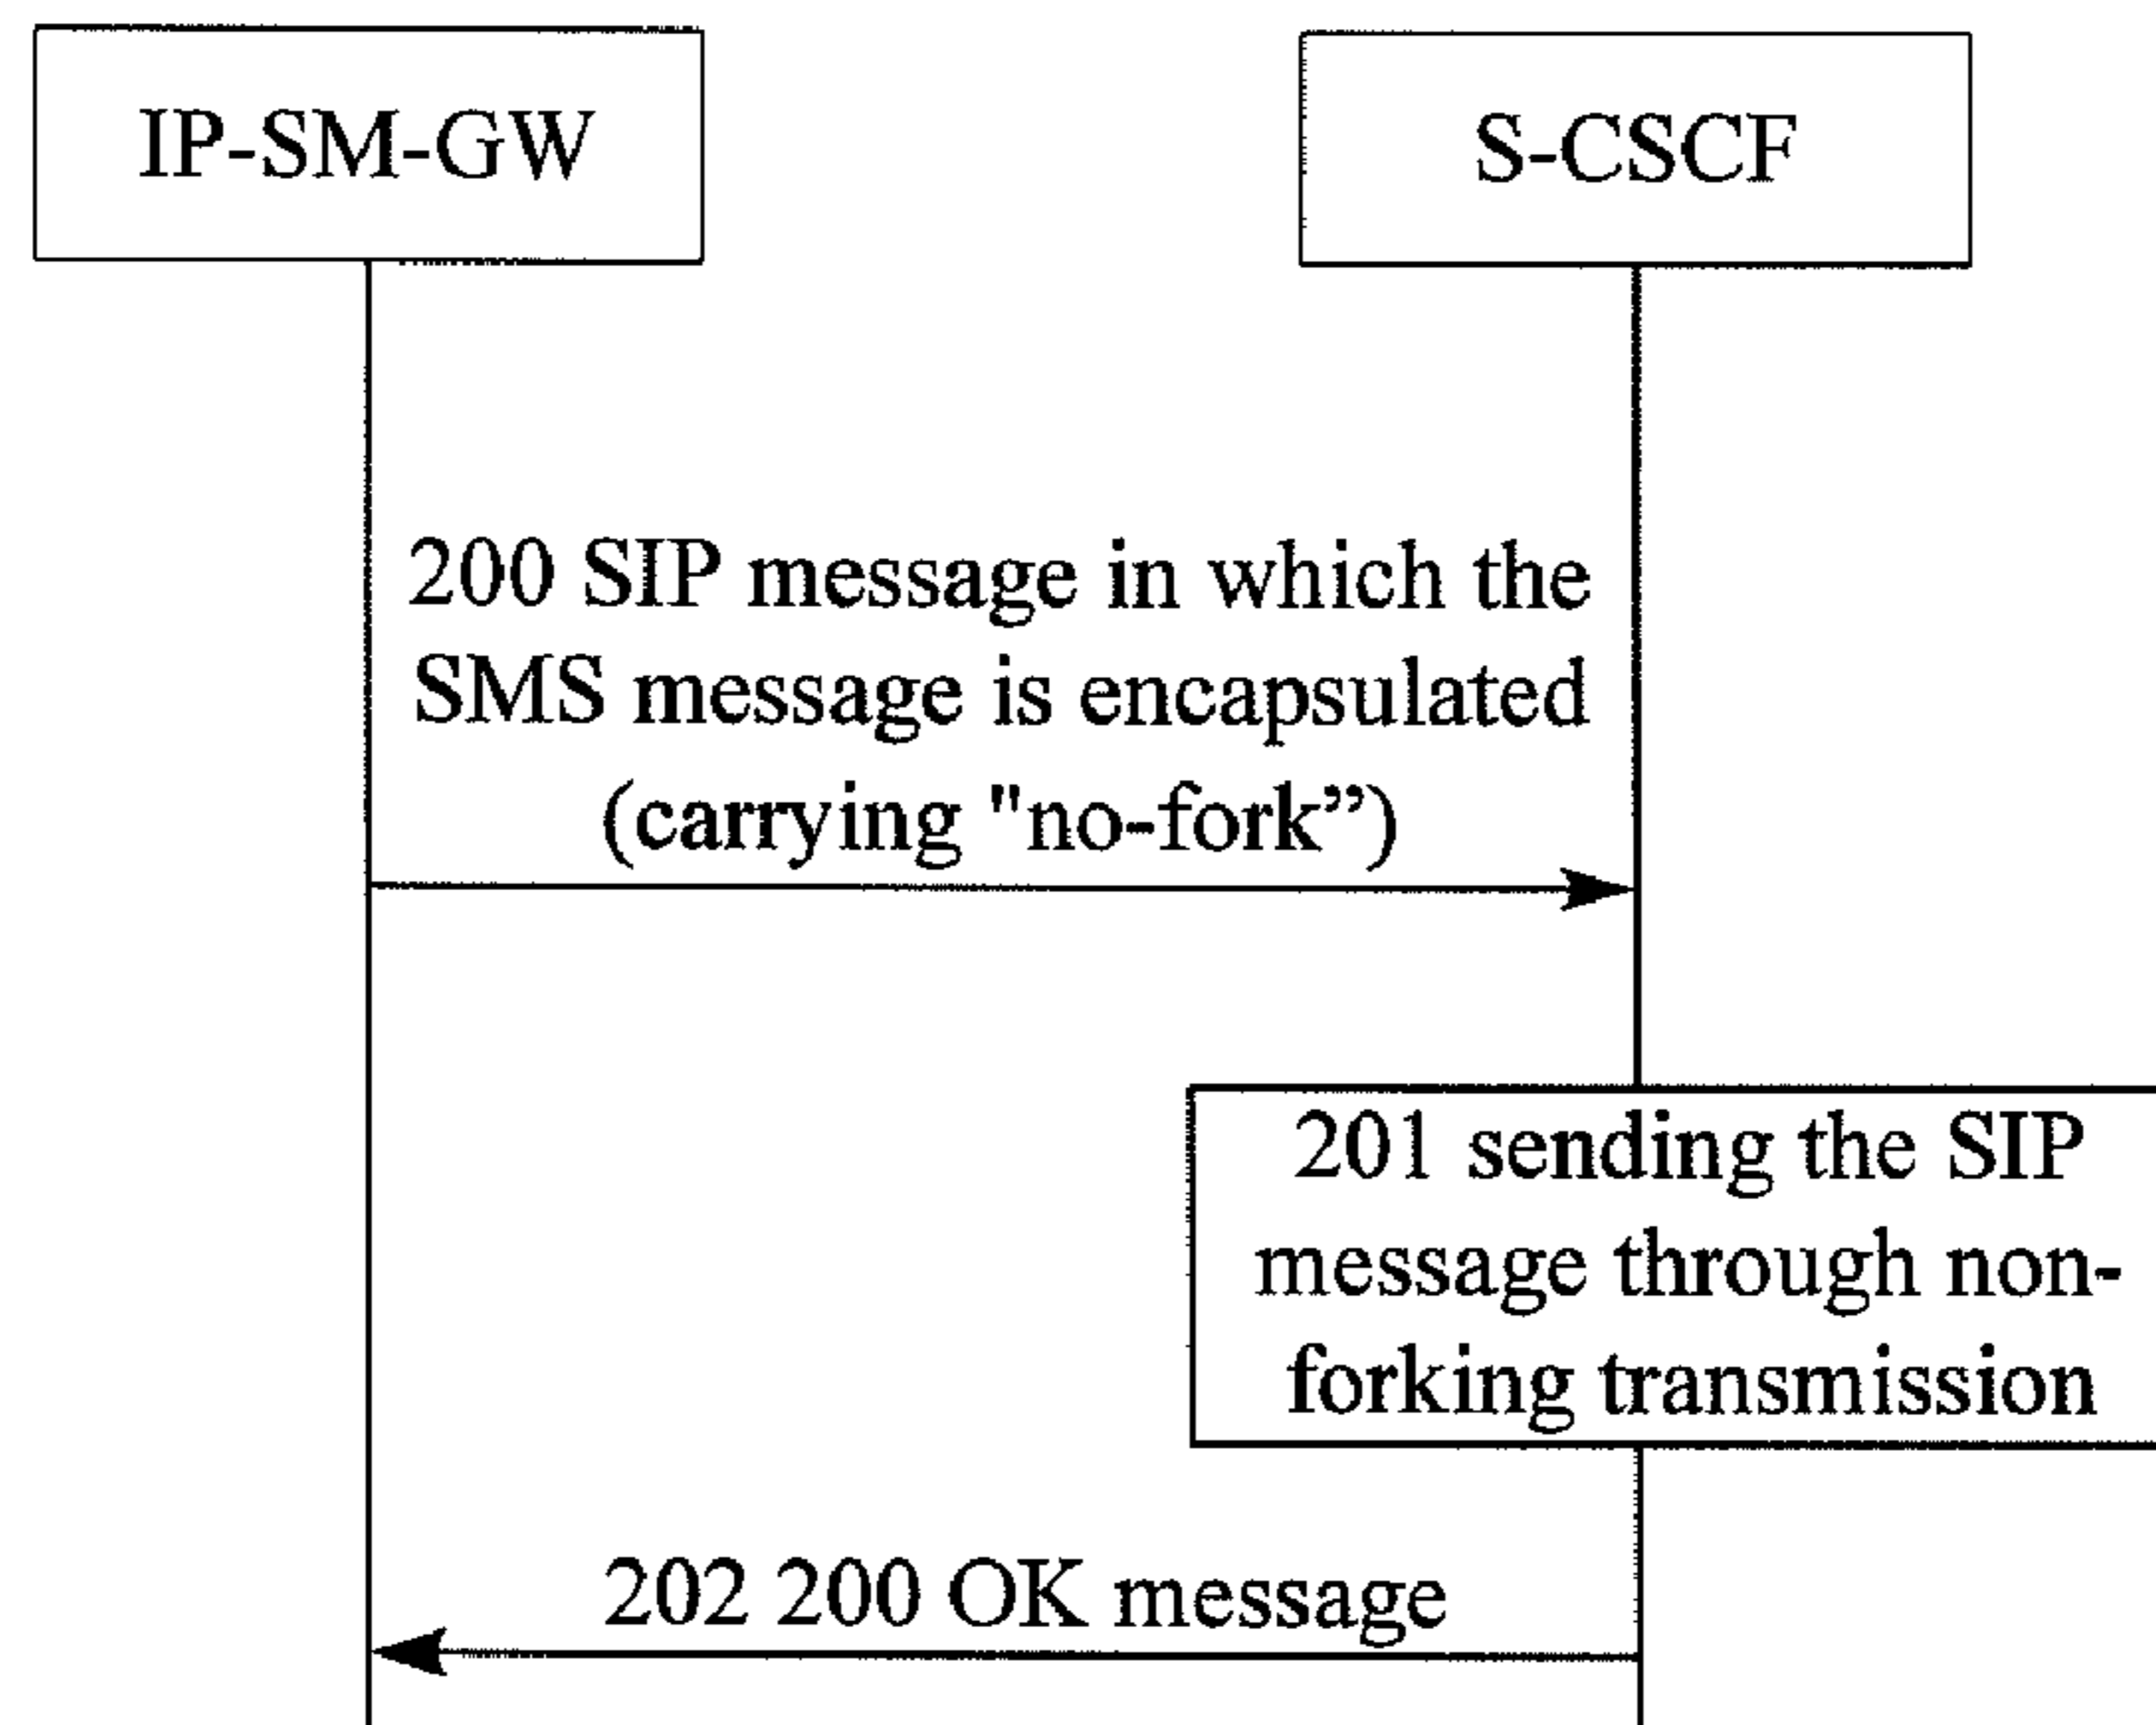 IP-SM-GW
S-CSCF
200 SIP message in which the
SMS message is encapsulated
(carrying "no-fork”)
201 sending the SIP
message through non-
forking transmission
202 200 OK message